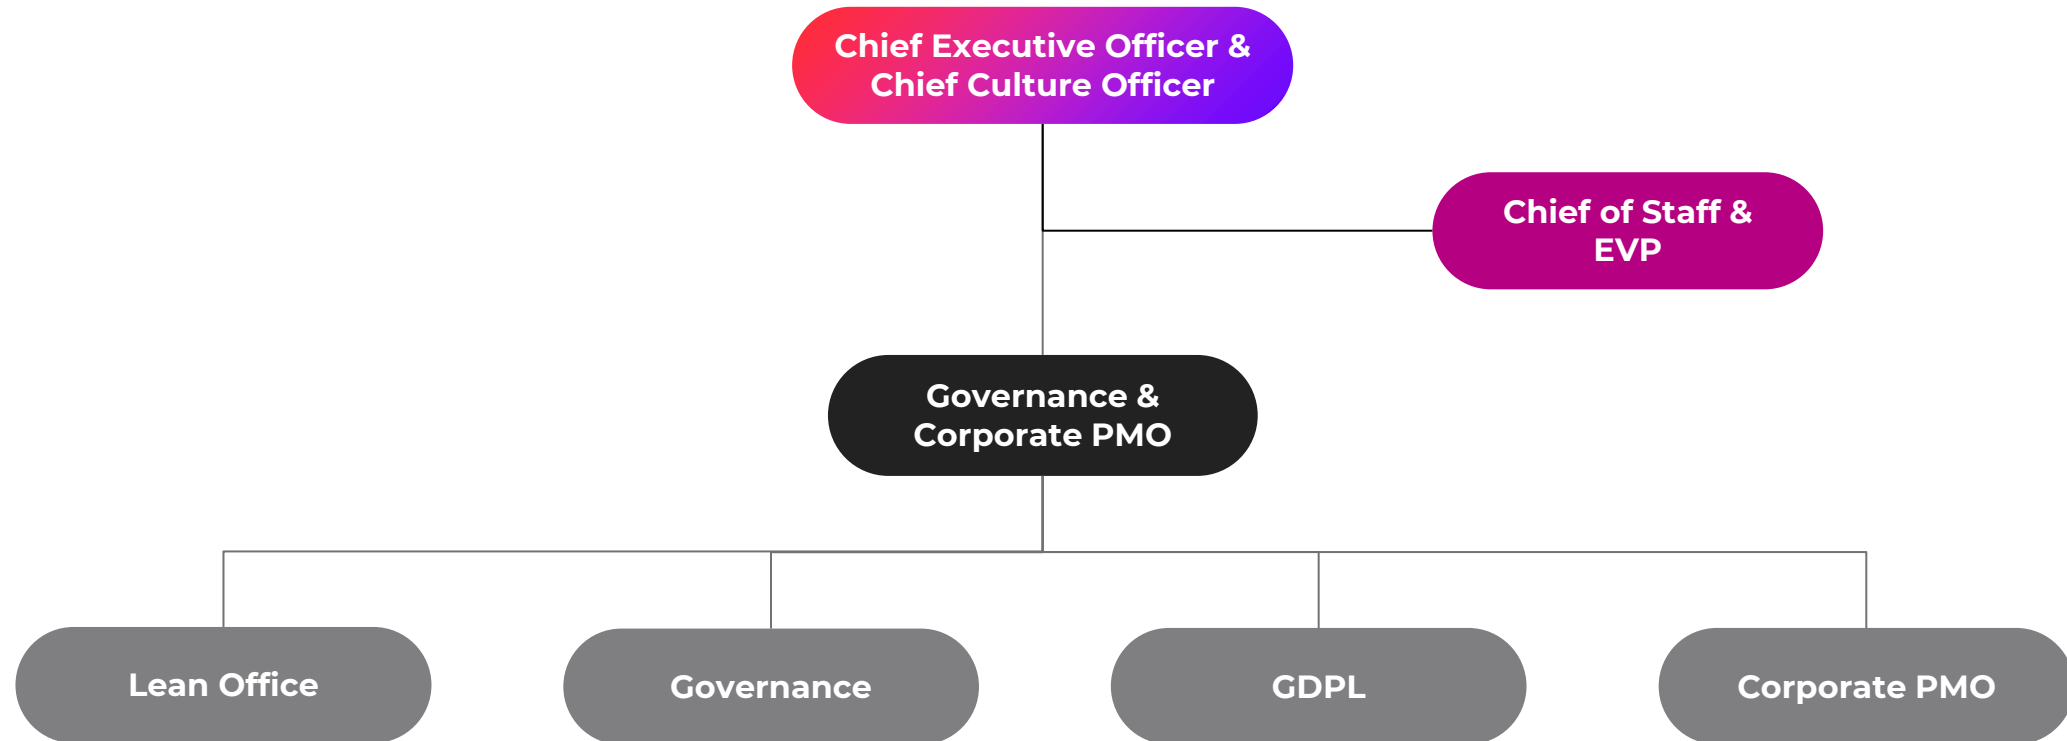 Chief Executive Officer &
Chief Culture Officer
Chief of Staff &
EVP
Governance &
Corporate PMO
Lean Office
Governance
GDPL
Corporate PMO